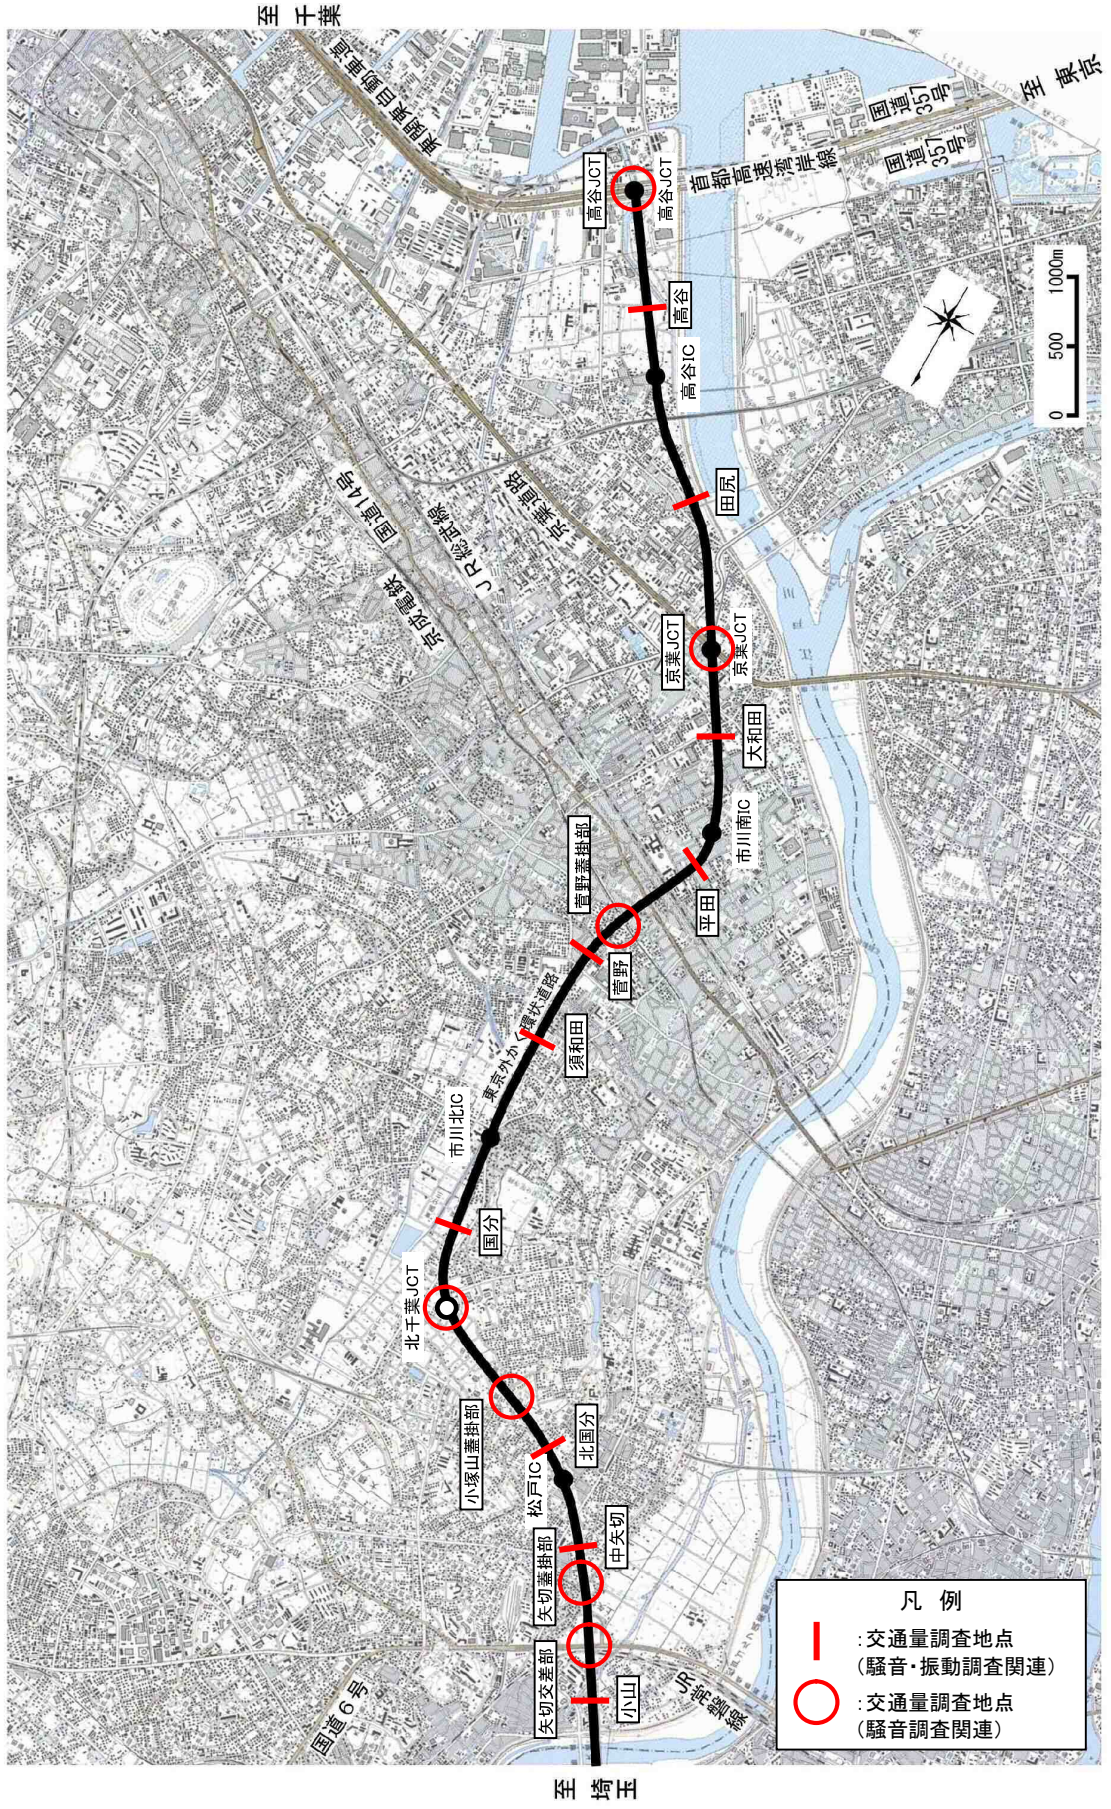 至 千葉
東関東自動車道
国道357号
国道357号
至 東京
首都高速湾岸線
高谷JCT
高谷JCT
高谷
高谷IC
0 500 1000m
田尻
国道14号
JR総武線
京葉道路
京成電鉄
京葉JCT
京葉JCT
大和田
市川南IC
平田
菅野蓋掛部
菅野
東京外かく環状道路
須和田
市川北IC
国分
北千葉JCT
小塚山蓋掛部
北国分
松戸IC
中矢切
矢切蓋掛部
矢切交差部
小山
国道6号
JR常磐線
至 埼玉
凡 例
:交通量調査地点
(騒音・振動調査関連)
:交通量調査地点
(騒音調査関連)